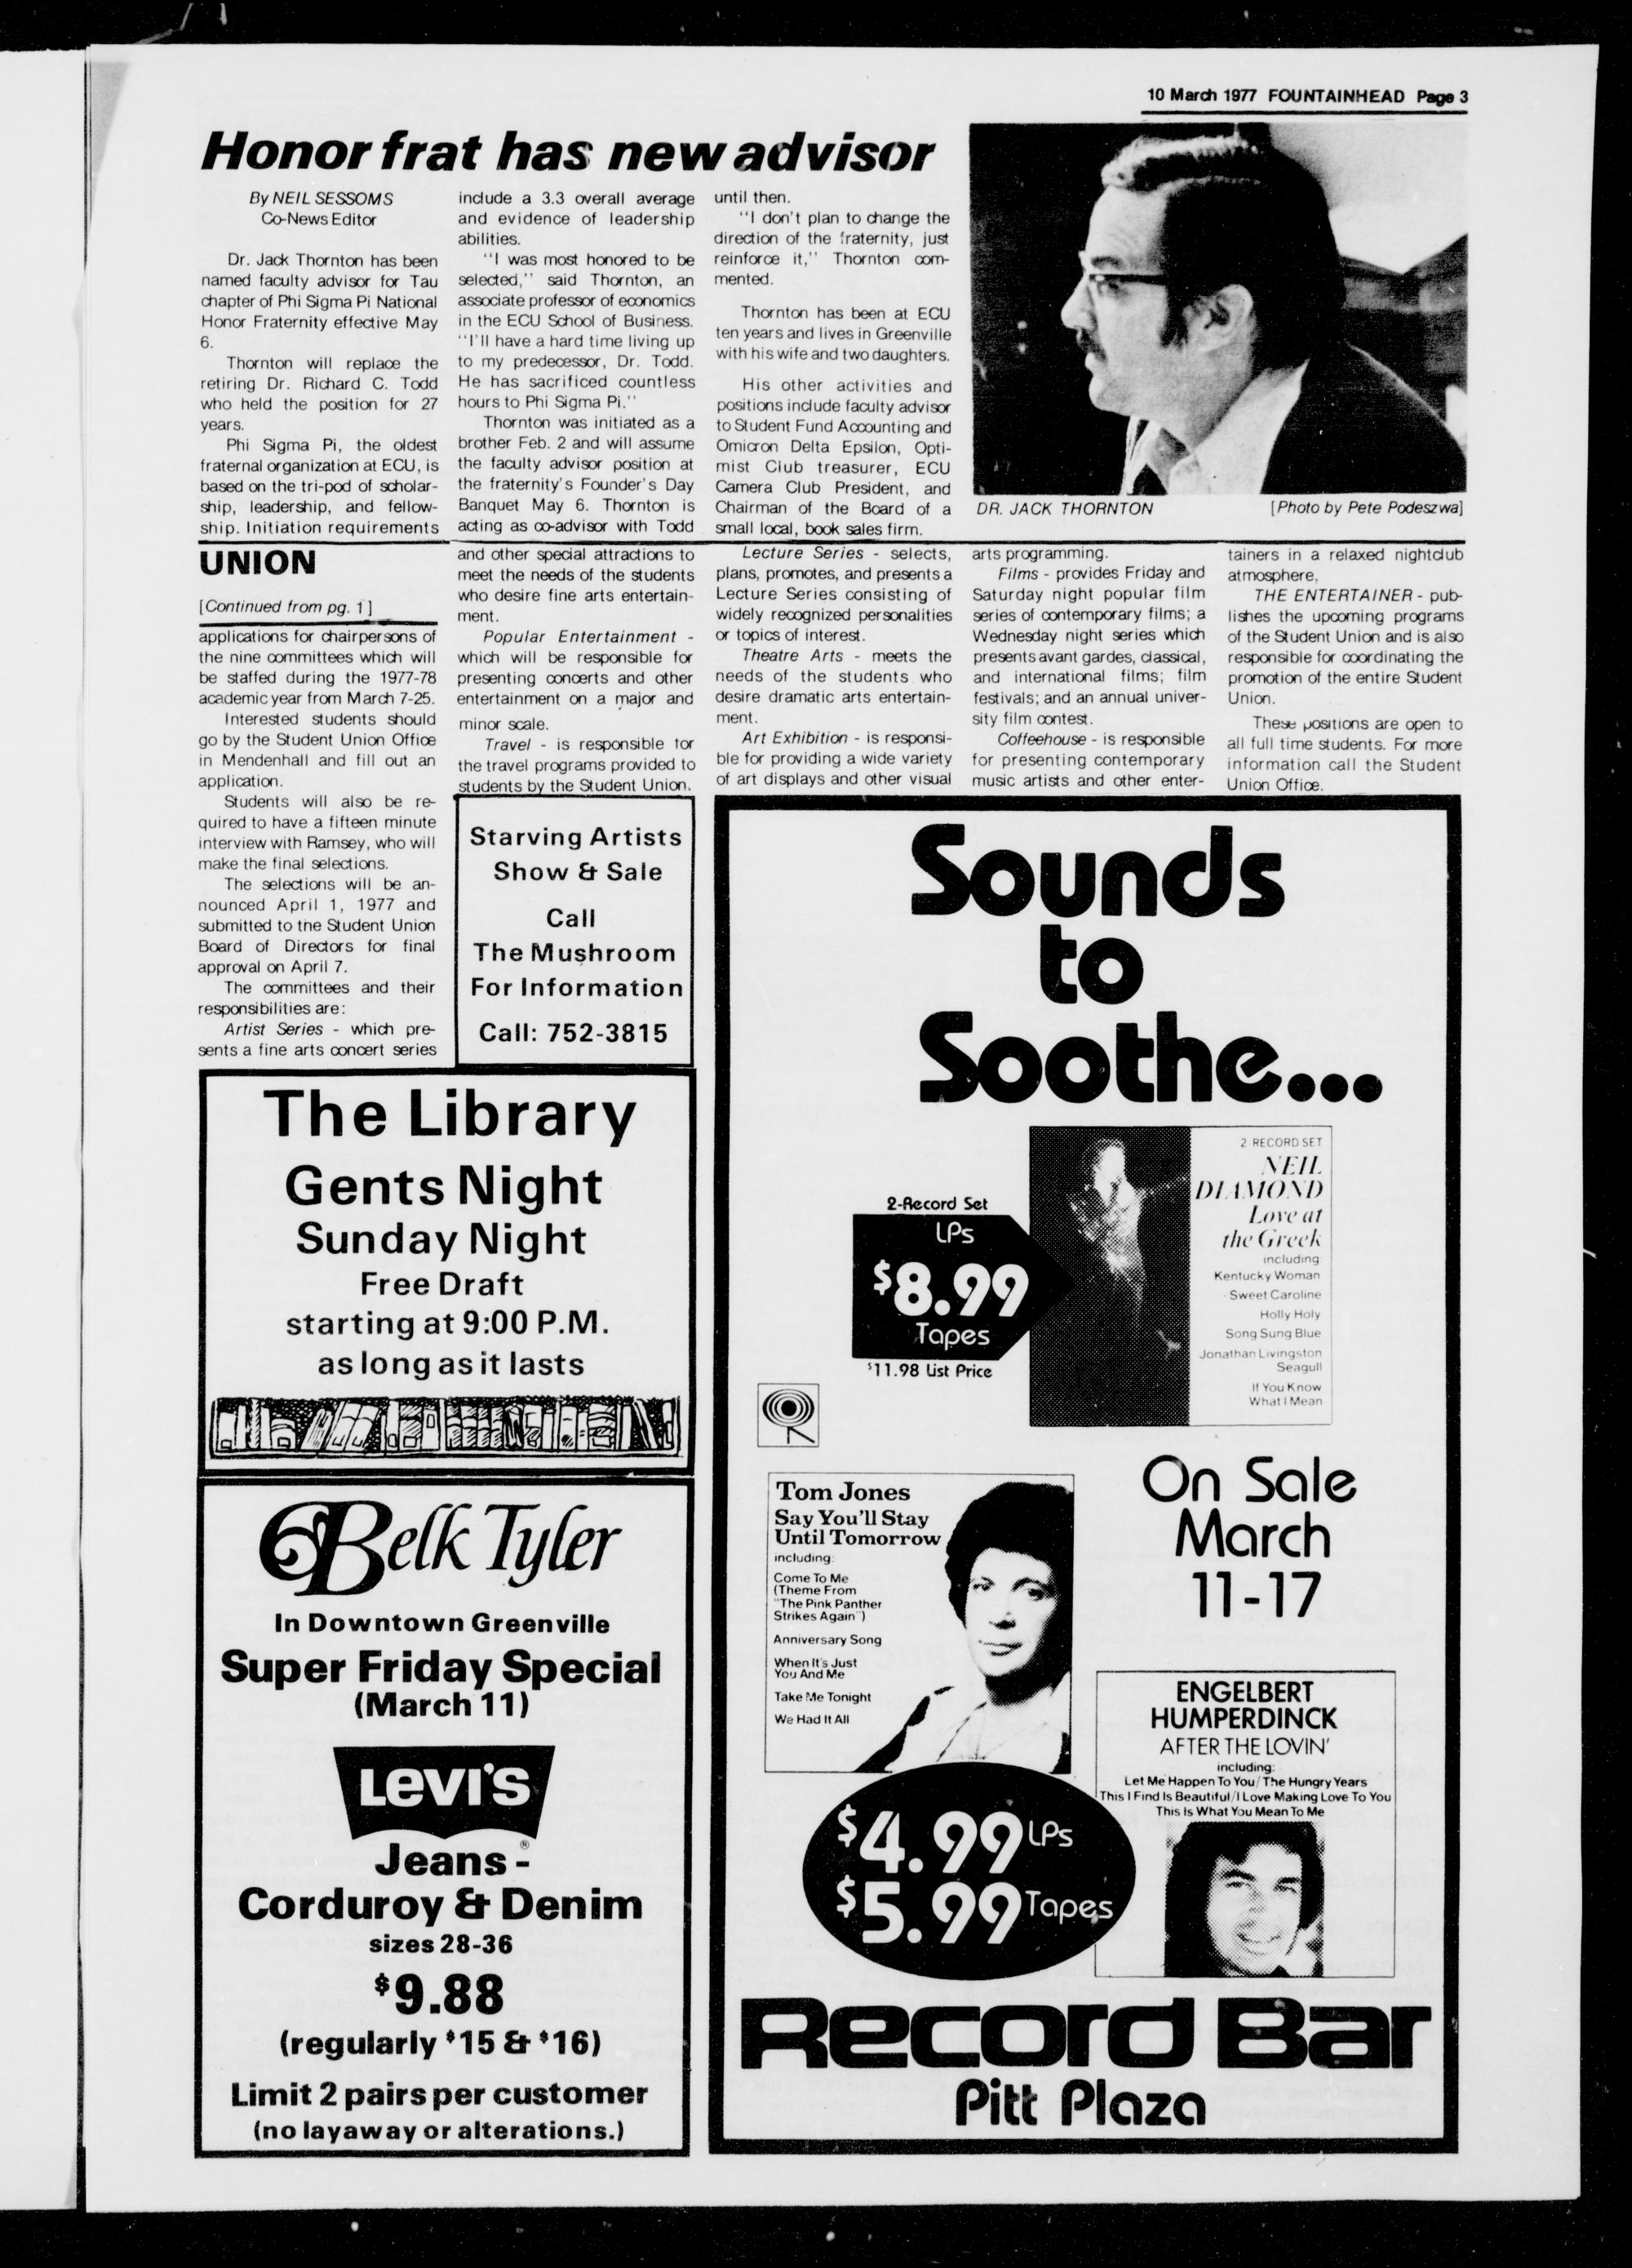 10 March 1977 FOUNTAINHEAD Page 3
Honor frat has new advisor
By NEIL SESSOMS
Co-News Editor
Dr. Jack Thornton has been
named faculty advisor for Tau
chapter of Phi Sigma Pi National
Honor Fraternity effective May
6.
Thornton will replace the
retiring Dr. Richard C. Todd
who held the position for 27
years.
Phi Sigma Pi, the oldest
fraternal organization at ECU, is
based on the tri-pod of scholar-
ship, leadership, and fellow-
ship. Initiation requirements
include a 3.3 overall average
and evidence of leadership
abilities.
"I was most honored to be
selected," said Thornton, an
associate professor of economics
in the ECU School of Business.
"I'll have a hard time living up
to my predecessor, Dr. Todd.
He has sacrificed countless
hours to Phi Sigma Pi."
Thornton was initiated as a
brother Feb. 2 and will assume
the faculty advisor position at
the fraternity's Founder's Day
Banquet May 6. Thornton is
acting as co-advisor with Todd
until then.
"I don't plan to change the
direction of the fraternity, just
reinforce it," Thornton com-
mented.
Thornton has been at ECU
ten years and lives in Greenville
with his wife and two daughters.
His other activities and
positions include faculty advisor
to Student Fund Accounting and
Omicron Delta Epsilon, Opti-
mist Club treasurer, ECU
Camera Club President, and
Chairman of the Board of a
small local, book sales firm.
DR. JACK THORNTON [Photo by Pete Podeszwa]
UNION
[Continued from pg. 1]
applications for chairpersons of
the nine committees which will
be staffed during the 1977-78
academic year from March 7-25.
Interested students should
go by the Student Union Office
in Mendenhall and fill out an
application.
Students will also be re-
quired to have a fifteen minute
interview with Ramsey, who will
make the final selections.
The selections will be an-
nounced April 1, 1977 and
submitted to the Student Union
Board of Directors for final
approval on April 7.
The committees and their
responsibilities are:
Artist Series - which pre-
sents a fine arts concert series
and other special attractions to
meet the needs of the students
who desire fine arts entertain-
ment.
Popular Entertainment -
which will be responsible for
presenting concerts and other
entertainment on a major and
minor scale.
Travel - is responsible for
the travel programs provided to
students by the Student Union.
Lecture Series - selects,
plans, promotes, and presents a
Lecture Series consisting of
widely recognized personalities
or topics of interest.
Theatre Arts - meets the
needs of the students who
desire dramatic arts entertain-
ment.
Art Exhibition - is responsi-
ble for providing a wide variety
of art displays and other visual
arts programming.
Films - provides Friday and
Saturday night popular film
series of contemporary films; a
Wednesday night series which
presents avant gardes, classical,
and international films; film
festivals; and an annual univer-
sity film contest.
Coffeehouse - is responsible
for presenting contemporary
music artists and other enter-
tainers in a relaxed nightclub
atmosphere.
THE ENTERTAINER - pub-
lishes the upcoming programs
of the Student Union and is also
responsible for coordinating the
promotion of the entire Student
Union.
These positions are open to
all full time students. For more
information call the Student
Union Office.
Starving Artists
Show & Sale
Call
The Mushroom
For Information
Call: 752-3815
The Library
Gents Night
Sunday Night
Free Draft
starting at 9:00 P.M.
as long as it lasts
Belk Tyler
In Downtown Greenville
Super Friday Special
(March 11)
LEVI'S
®
Jeans -
Corduroy & Denim
sizes 28-36
$9.88
(regularly $15 & $16)
Limit 2 pairs per customer
(no layaway or alterations.)
Sounds
to
Soothe...
2-Record Set
LPs
$8.99
Tapes
$11.98 List Price
2-RECORD SET
NEIL
DIAMOND
Love at
the Greek
including:
Kentucky Woman
Sweet Caroline
Holly Holy
Song Sung Blue
Jonathan Livingston
Seagull
If You Know
What I Mean
Tom Jones
Say You'll Stay
Until Tomorrow
including:
Come To Me
(Theme From
"The Pink Panther
Strikes Again")
Anniversary Song
When It's Just
You And Me
Take Me Tonight
We Had It All
On Sale
March
11-17
ENGELBERT
HUMPERDINCK
AFTER THE LOVIN'
including:
Let Me Happen To You/The Hungry Years
This I Find Is Beautiful/I Love Making Love To You
This Is What You Mean To Me
$4.99 LPs
$5.99 Tapes
Record Bar
Pitt Plaza